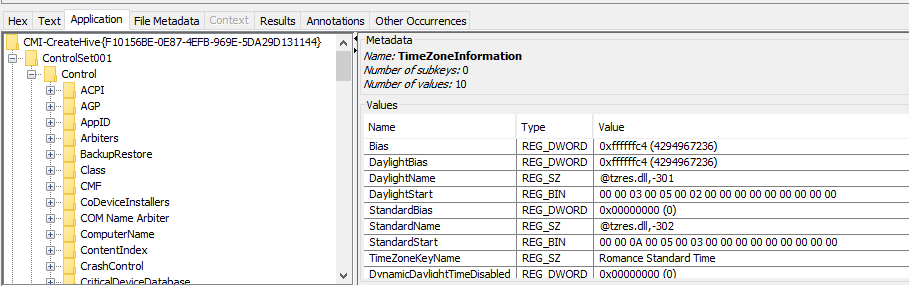 Hex Text Application File Metadata Context Results Annotations Other Occurrences
CMI-CreateHive{F10156BE-0E87-4EFB-969E-5DA29D131144}
ControlSet001
Control
ACPI
AGP
AppID
Arbiters
BackupRestore
Class
CMF
CoDeviceInstallers
COM Name Arbiter
ComputerName
ContentIndex
CrashControl
CriticalDeviceDatabase
Metadata
Name: TimeZoneInformation
Number of subkeys: 0
Number of values: 10
Values
Name Type Value
Bias REG_DWORD 0xffffffc4 (4294967236)
DaylightBias REG_DWORD 0xffffffc4 (4294967236)
DaylightName REG_SZ @tzres.dll,-301
DaylightStart REG_BIN 00 00 03 00 05 00 02 00 00 00 00 00 00 00 00 00
StandardBias REG_DWORD 0x00000000 (0)
StandardName REG_SZ @tzres.dll,-302
StandardStart REG_BIN 00 00 0A 00 05 00 03 00 00 00 00 00 00 00 00 00
TimeZoneKeyName REG_SZ Romance Standard Time
DynamicDaylightTimeDisabled REG_DWORD 0x00000000 (0)